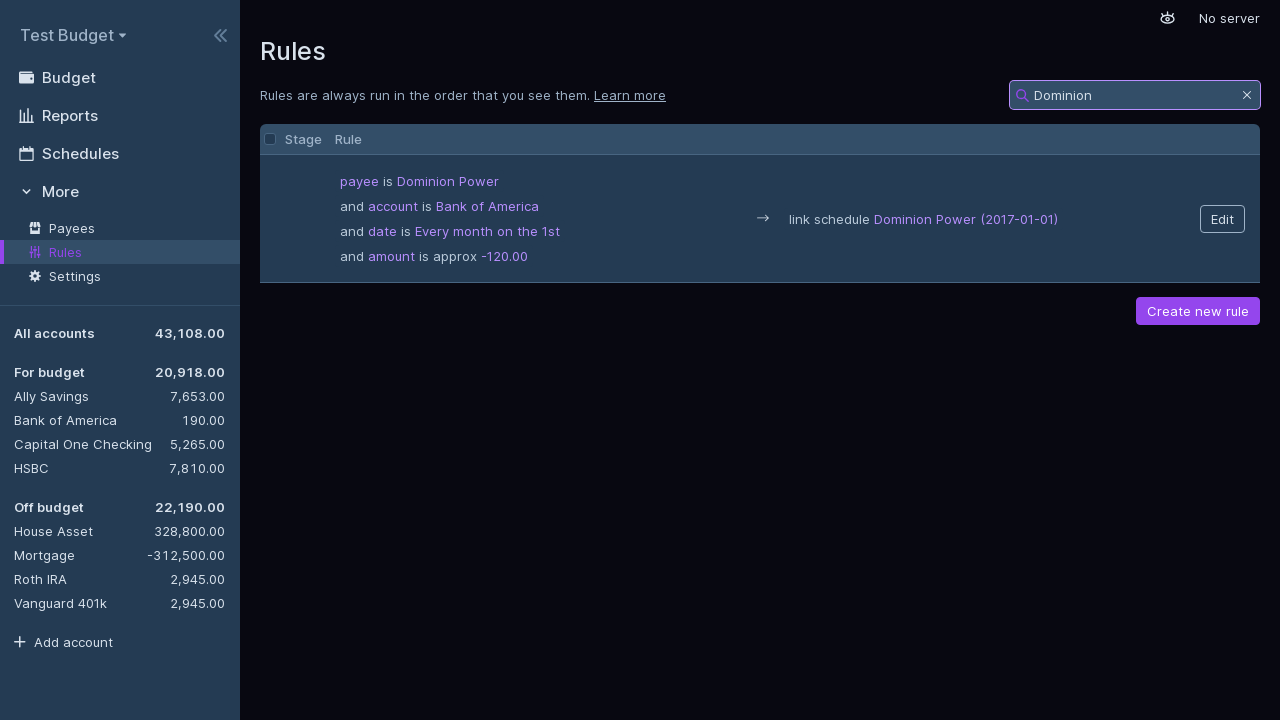 Test Budget
Budget
Reports
Schedules
More
Payees
Rules
Settings
All accounts 43,108.00
For budget 20,918.00
Ally Savings 7,653.00
Bank of America 190.00
Capital One Checking 5,265.00
HSBC 7,810.00
Off budget 22,190.00
House Asset 328,800.00
Mortgage -312,500.00
Roth IRA 2,945.00
Vanguard 401k 2,945.00
Add account
No server
Rules
Rules are always run in the order that you see them. Learn more
Dominion
Stage Rule
payee is Dominion Power
and account is Bank of America
and date is Every month on the 1st
and amount is approx -120.00
link schedule Dominion Power (2017-01-01)
Edit
Create new rule